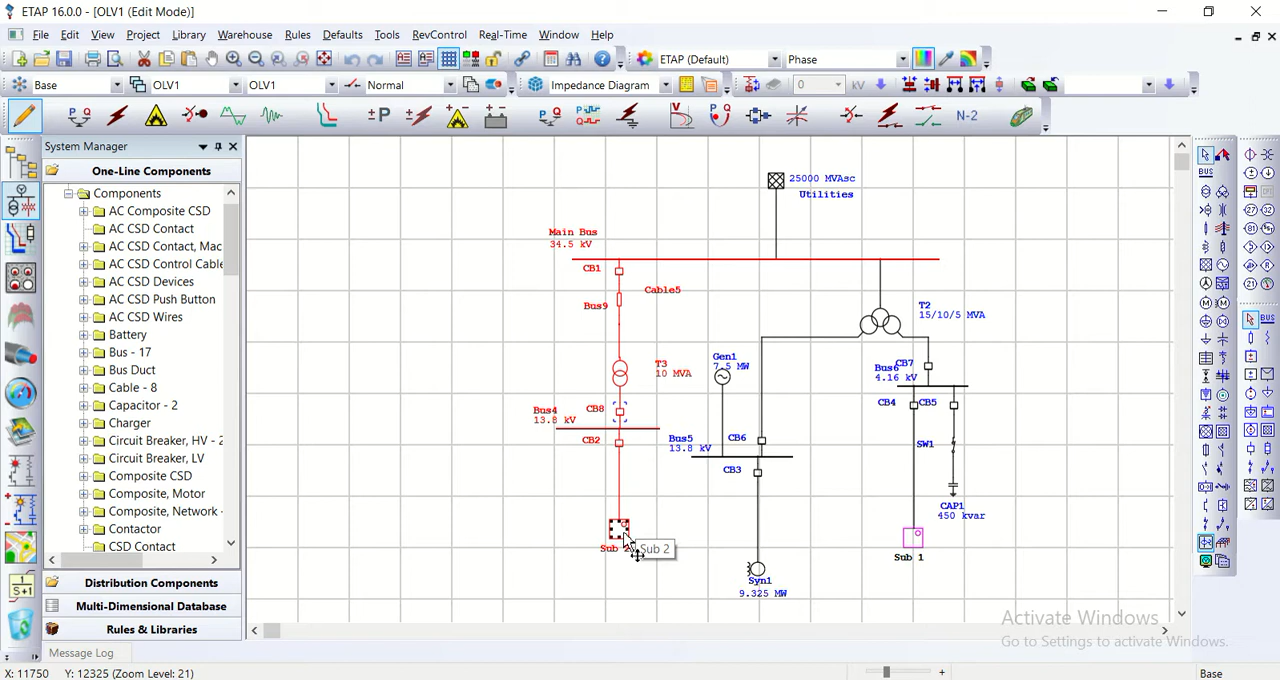 ETAP 16.0.0 - [OLV1 (Edit Mode)]
File Edit View Project Library Warehouse Rules Defaults Tools RevControl Real-Time Window Help
ETAP (Default) Phase
Base OLV1 OLV1 Normal Impedance Diagram 0 kV
N-2
System Manager
One-Line Components
Components
AC Composite CSD
AC CSD Contact
AC CSD Contact, Mac
AC CSD Control Cable
AC CSD Devices
AC CSD Push Button
AC CSD Wires
Battery
Bus - 17
Bus Duct
Cable - 8
Capacitor - 2
Charger
Circuit Breaker, HV - 2
Circuit Breaker, LV
Composite CSD
Composite, Motor
Composite, Network
Contactor
CSD Contact
Distribution Components
Multi-Dimensional Database
Rules & Libraries
Message Log
25000 MVAsc
Utilities
Main Bus
34.5 kV
CB1
Cable5
Bus9
T2
15/10/5 MVA
T3
10 MVA
Gen1
7.5 MW
CB7
Bus6
4.16 kV
Bus4
13.8 kV
CB8
CB4 CB5
CB2
Bus5
13.8 kV
CB6
SW1
CB3
CAP1
450 kvar
Sub 2
Sub 1
Syn1
9.325 MW
BUS
BUS
Activate Windows
Go to Settings to activate Windows.
X: 11750 Y: 12325 (Zoom Level: 21)
Base